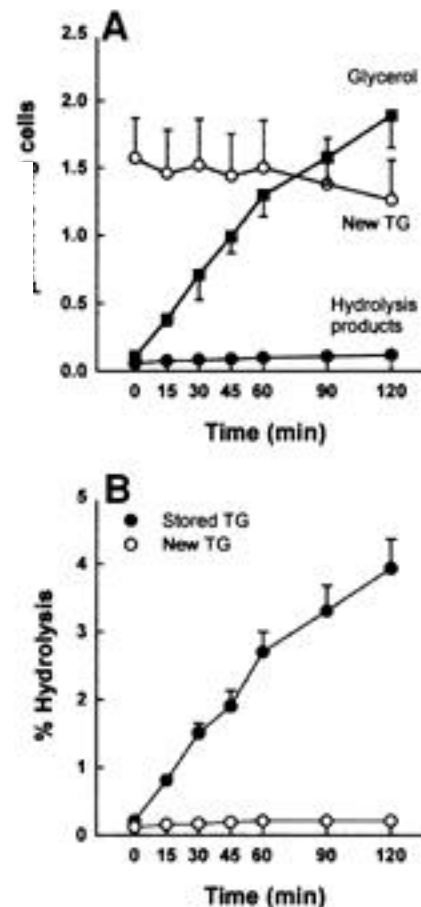 A
Glycerol
2.5
2.0
1.5
1.0
0.5
0.0
cells
New TG
Hydrolysis
products
0 15 30 45 60 90 120
Time (min)
B
5
4
3
2
1
0
% Hydrolysis
Stored TG
New TG
0 15 30 45 60 90 120
Time (min)